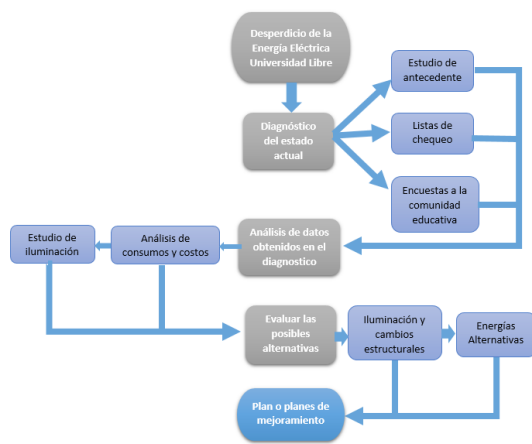 Desperdicio de la
Energía Eléctrica
Universidad Libre
Estudio de
antecedente
Diagnóstico
del estado
actual
Listas de
chequeo
Encuestas a la
comunidad
educativa
Estudio de
iluminación
Análisis de
consumos y costos
Análisis de datos
obtenidos en el
diagnostico
Evaluar las
posibles
alternativas
Iluminación y
cambios
estructurales
Energías
Alternativas
Plan o planes de
mejoramiento